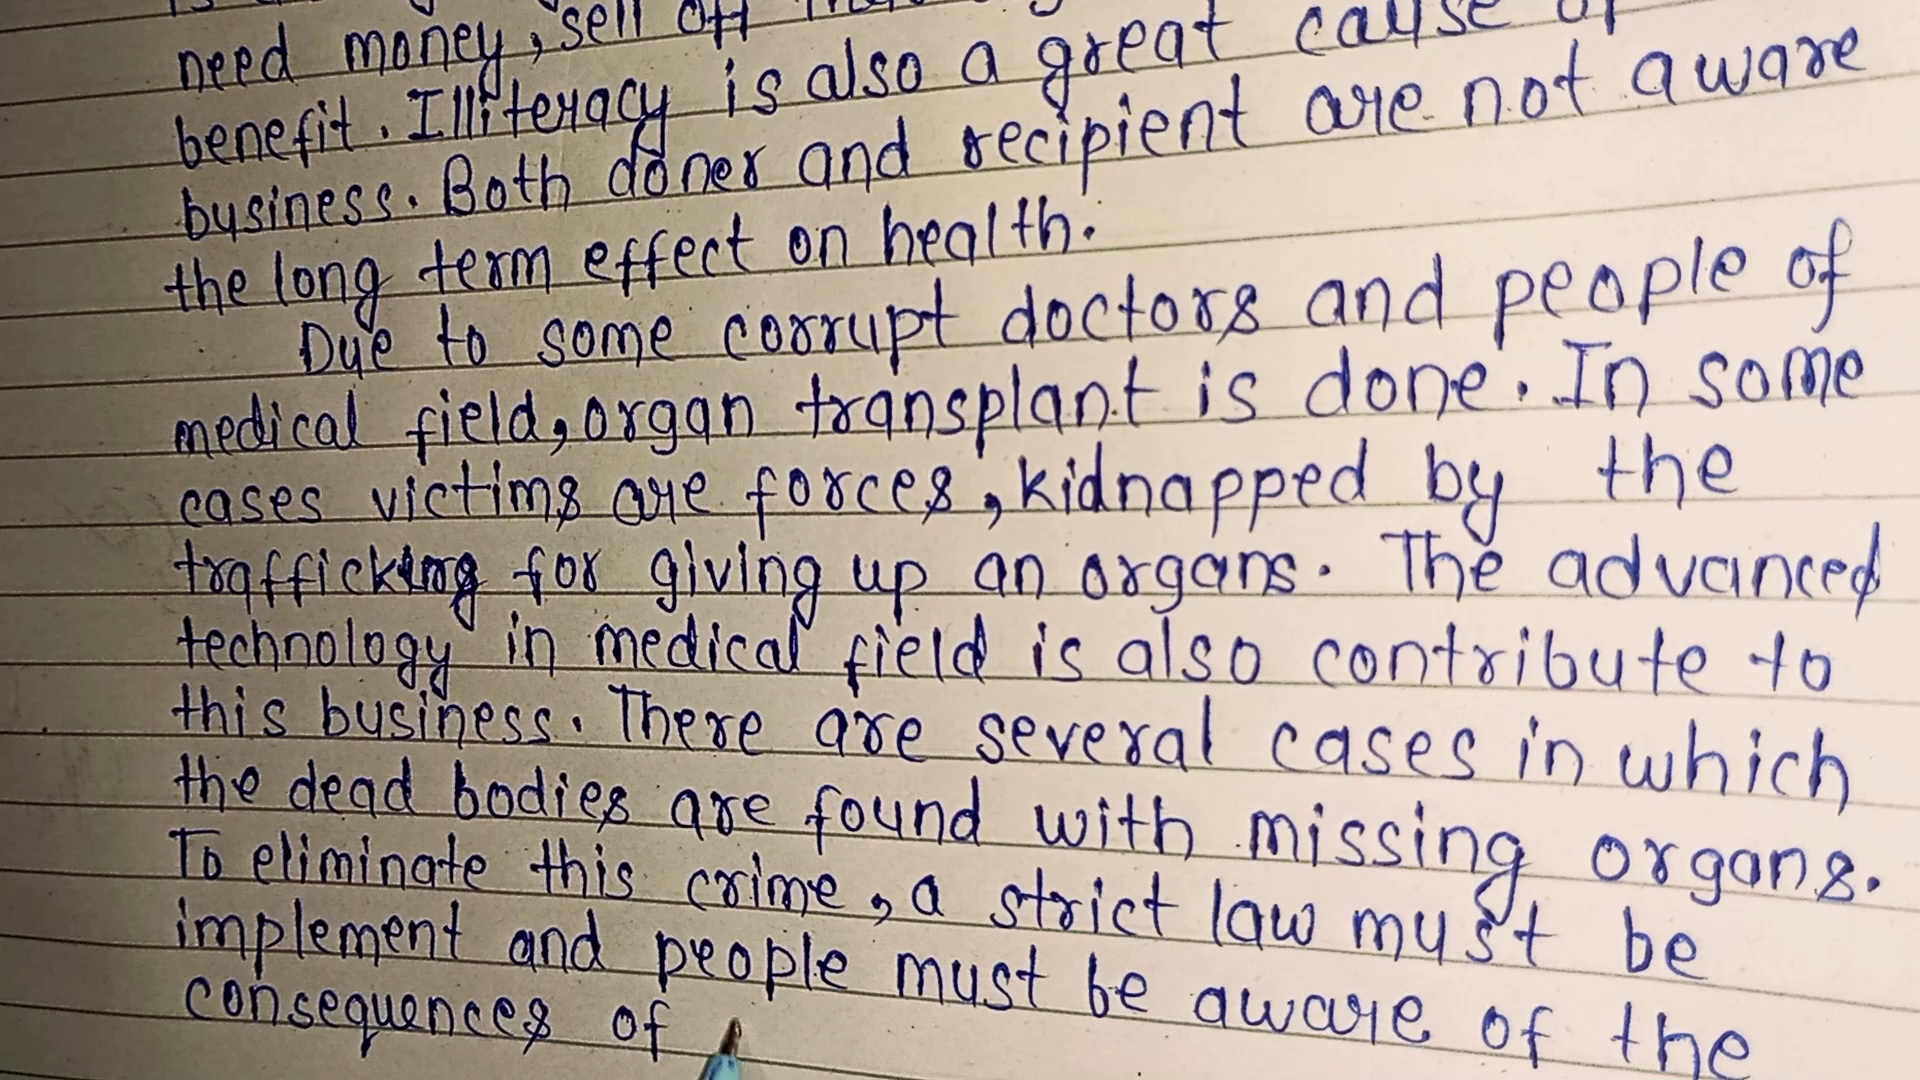 need money, sell off
benefit. Illiteracy is also a great cause of
business. Both doner and recipient are not aware
the long term effect on health.
Due to some corrupt doctors and people of
medical field, organ transplant is done. In some
cases victims are forces, kidnapped by the
trafficking for giving up an organs. The advanced
technology in medical field is also contribute to
this business. There are several cases in which
the dead bodies are found with missing organs.
To eliminate this crime, a strict law must be
implement and people must be aware of the
consequences of